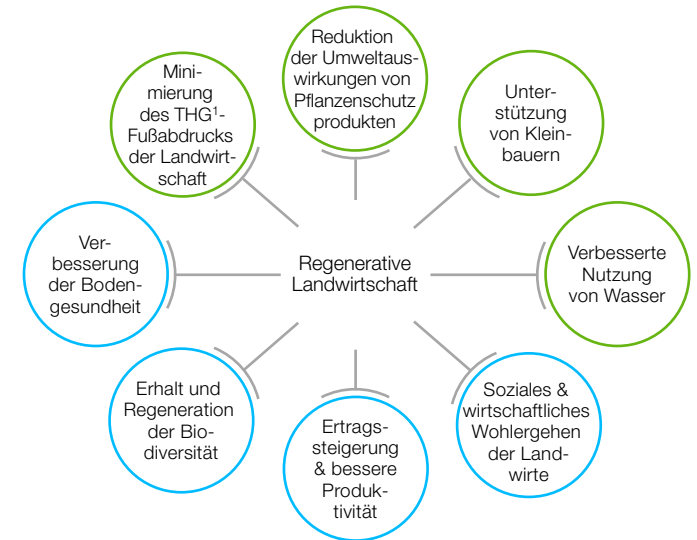 Reduktion
der Umweltaus-
wirkungen von
Pflanzenschutz
produkten
Mini-
mierung
des THG¹-
Fußabdrucks
der Landwirt-
schaft
Unter-
stützung
von Klein-
bauern
Ver-
besserung
der Boden-
gesundheit
Regenerative
Landwirtschaft
Verbesserte
Nutzung
von Wasser
Erhalt und
Regeneration
der Bio-
diversität
Ertrags-
steigerung
& bessere
Produk-
tivität
Soziales &
wirtschaftliches
Wohlergehen
der Land-
wirte